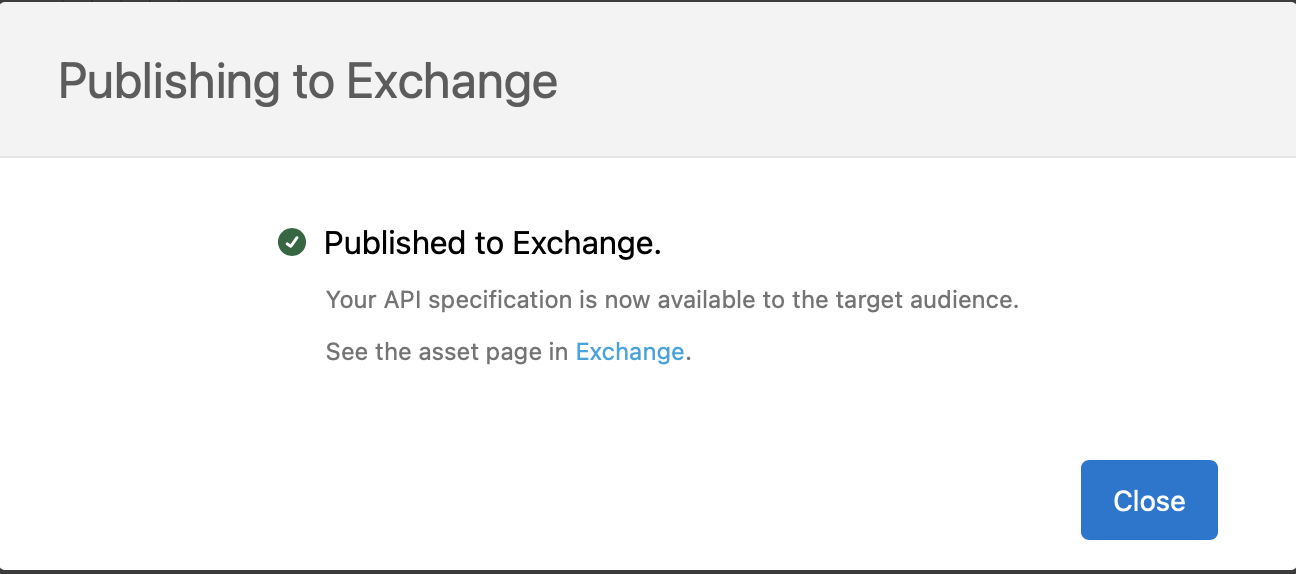 Publishing to Exchange
Published to Exchange.
Your API specification is now available to the target audience.
See the asset page in Exchange.
Close